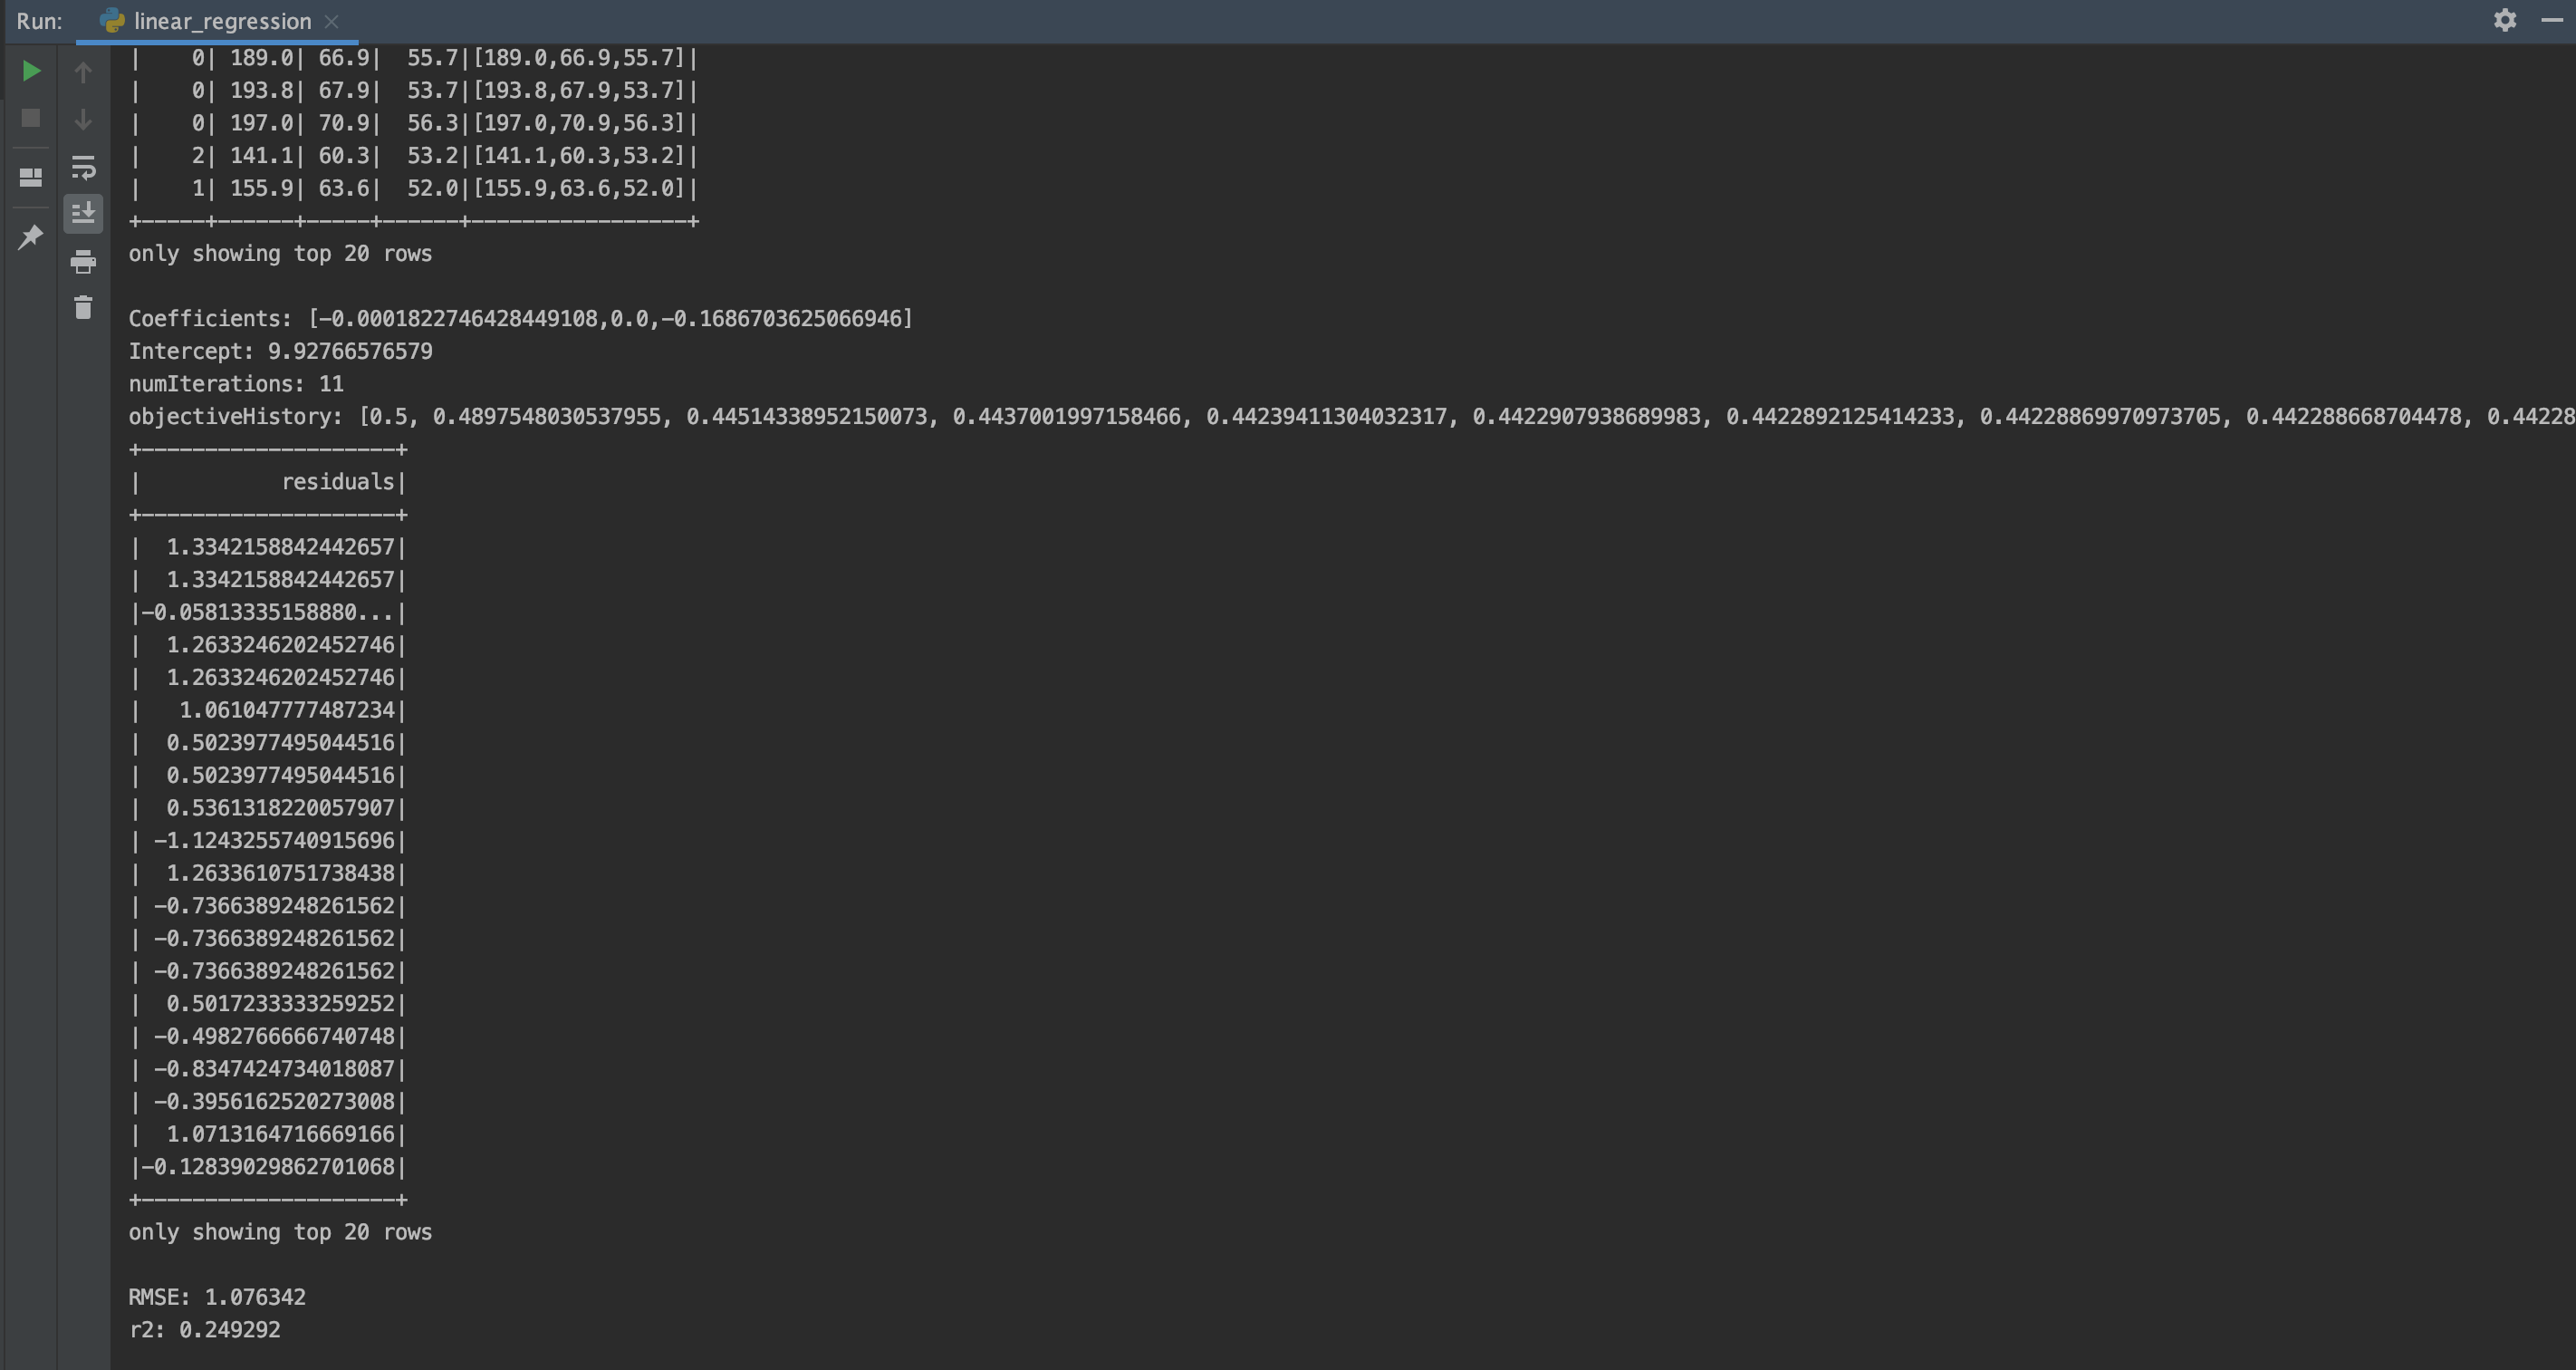 Run: linear_regression
|    0| 189.0| 66.9|  55.7|[189.0,66.9,55.7]|
|    0| 193.8| 67.9|  53.7|[193.8,67.9,53.7]|
|    0| 197.0| 70.9|  56.3|[197.0,70.9,56.3]|
|    2| 141.1| 60.3|  53.2|[141.1,60.3,53.2]|
|    1| 155.9| 63.6|  52.0|[155.9,63.6,52.0]|
+-----+------+-----+------+-----------------+
only showing top 20 rows
Coefficients: [-0.0001822746428449108,0.0,-0.1686703625066946]
Intercept: 9.92766576579
numIterations: 11
objectiveHistory: [0.5, 0.4897548030537955, 0.44514338952150073, 0.4437001997158466, 0.44239411304032317, 0.4422907938689983, 0.4422892125414233, 0.44228869970973705, 0.442288668704478, 0.44228
+--------------------+
|           residuals|
+--------------------+
|  1.3342158842442657|
|  1.3342158842442657|
|-0.05813335158880...|
|  1.2633246202452746|
|  1.2633246202452746|
|   1.061047777487234|
|  0.5023977495044516|
|  0.5023977495044516|
|  0.5361318220057907|
| -1.1243255740915696|
|  1.2633610751738438|
| -0.7366389248261562|
| -0.7366389248261562|
| -0.7366389248261562|
|  0.5017233333259252|
| -0.4982766666740748|
| -0.8347424734018087|
| -0.3956162520273008|
|  1.0713164716669166|
|-0.12839029862701068|
+--------------------+
only showing top 20 rows
RMSE: 1.076342
r2: 0.249292